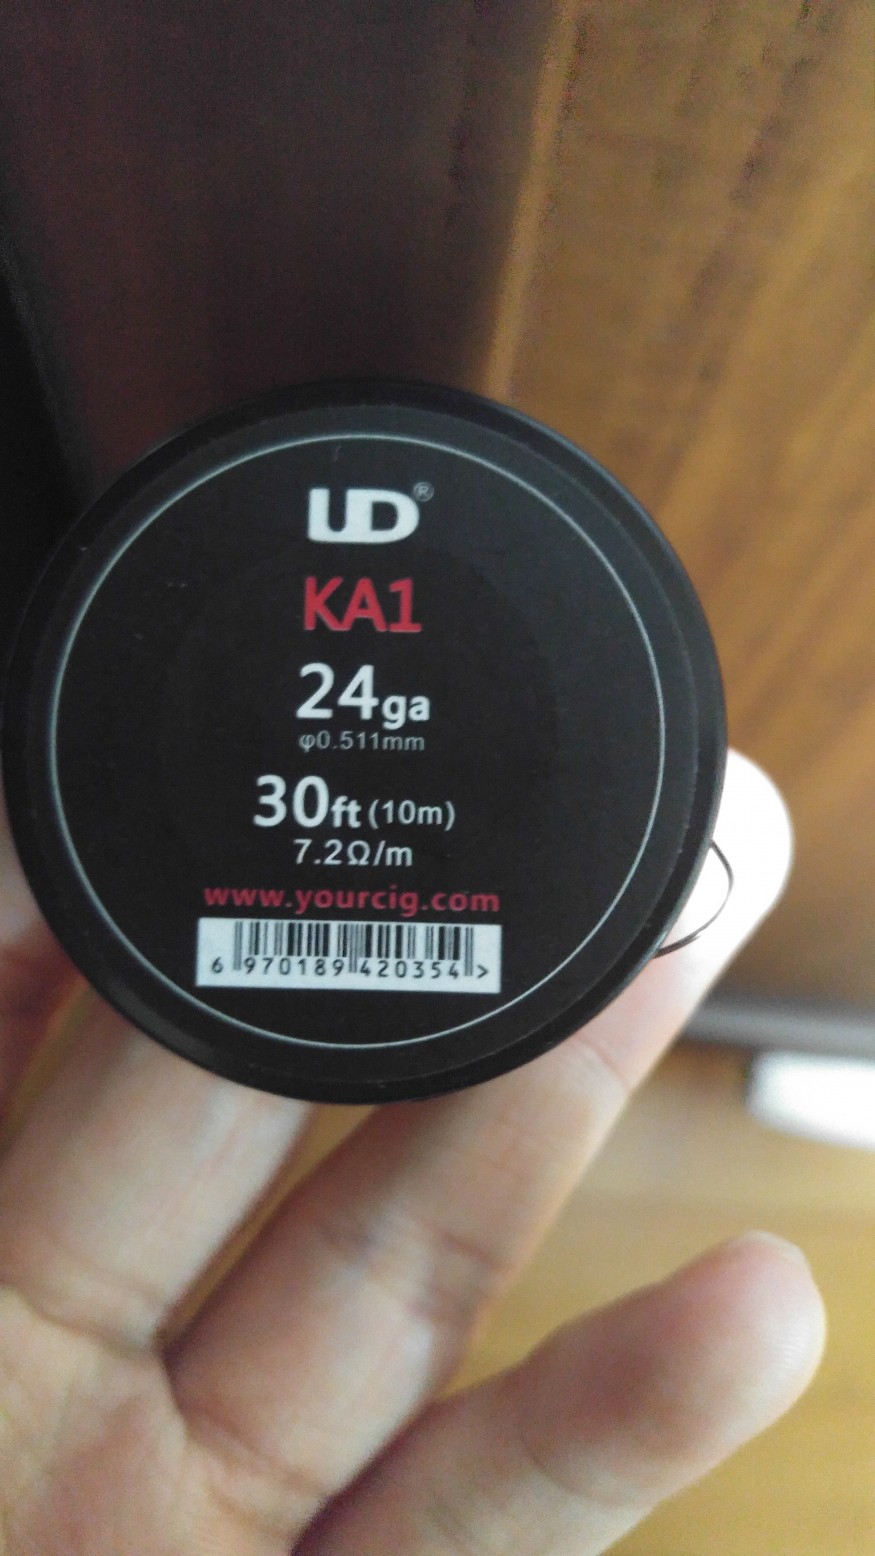 UD®
KA1
24ga
φ0.511mm
30ft (10m)
7.2Ω/m
www.yourcig.com
6 970189 420354 >